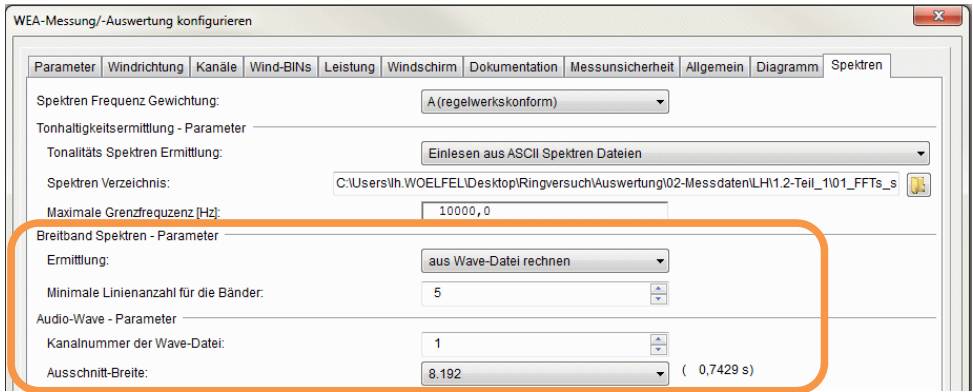 WEA-Messung/-Auswertung konfigurieren
Parameter Windrichtung Kanäle Wind-BINs Leistung Windschirm Dokumentation Messunsicherheit Allgemein Diagramm Spektren
Spektren Frequenz Gewichtung: A (regelwerkskonform)
Tonhaltigkeitsermittlung - Parameter
Tonalitäts Spektren Ermittlung: Einlesen aus ASCII Spektren Dateien
Spektren Verzeichnis: C:\Users\lh.WOELFEL\Desktop\Ringversuch\Auswertung\02-Messdaten\LH\1.2-Teil_1\01_FFTs_s
Maximale Grenzfrequzenz [Hz]: 10000,0
Breitband Spektren - Parameter
Ermittlung: aus Wave-Datei rechnen
Minimale Linienanzahl für die Bänder: 5
Audio-Wave - Parameter
Kanalnummer der Wave-Datei: 1
Ausschnitt-Breite: 8.192 ( 0,7429 s)